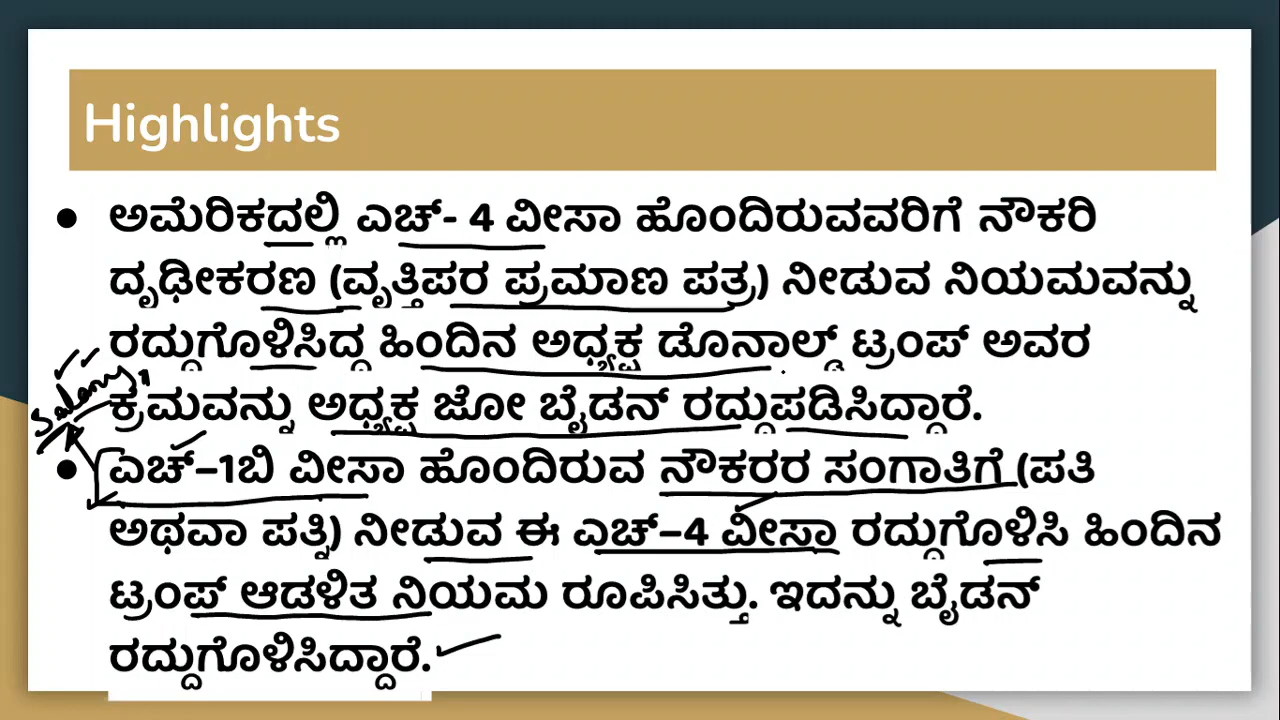 Highlights
● ಅಮೆರಿಕದಲ್ಲಿ ಎಚ್- 4 ವೀಸಾ ಹೊಂದಿರುವವರಿಗೆ ನೌಕರಿ
ದೃಢೀಕರಣ (ವೃತ್ತಿಪರ ಪ್ರಮಾಣ ಪತ್ರ) ನೀಡುವ ನಿಯಮವನ್ನು
ರದ್ದುಗೊಳಿಸಿದ್ದ ಹಿಂದಿನ ಅಧ್ಯಕ್ಷ ಡೊನಾಲ್ಡ್ ಟ್ರಂಪ್ ಅವರ
ಕ್ರಮವನ್ನು ಅಧ್ಯಕ್ಷ ಜೋ ಬೈಡನ್ ರದ್ದುಪಡಿಸಿದ್ದಾರೆ.
Salary
● ಎಚ್–1ಬಿ ವೀಸಾ ಹೊಂದಿರುವ ನೌಕರರ ಸಂಗಾತಿಗೆ (ಪತಿ
ಅಥವಾ ಪತ್ನಿ) ನೀಡುವ ಈ ಎಚ್–4 ವೀಸಾ ರದ್ದುಗೊಳಿಸಿ ಹಿಂದಿನ
ಟ್ರಂಪ್ ಆಡಳಿತ ನಿಯಮ ರೂಪಿಸಿತ್ತು. ಇದನ್ನು ಬೈಡನ್
ರದ್ದುಗೊಳಿಸಿದ್ದಾರೆ.